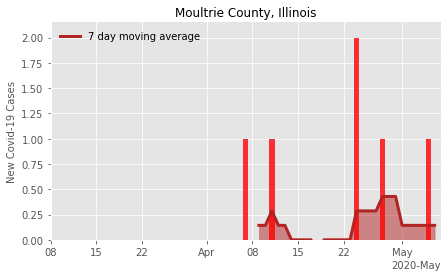 Moultrie County, Illinois
7 day moving average
New Covid-19 Cases
2.00
1.75
1.50
1.25
1.00
0.75
0.50
0.25
0.00
08 15 22 Apr 08 15 22 May
2020-May